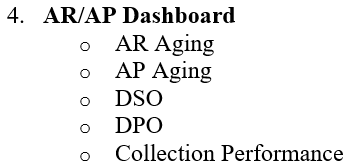 4. AR/AP Dashboard
o AR Aging
o AP Aging
o DSO
o DPO
o Collection Performance